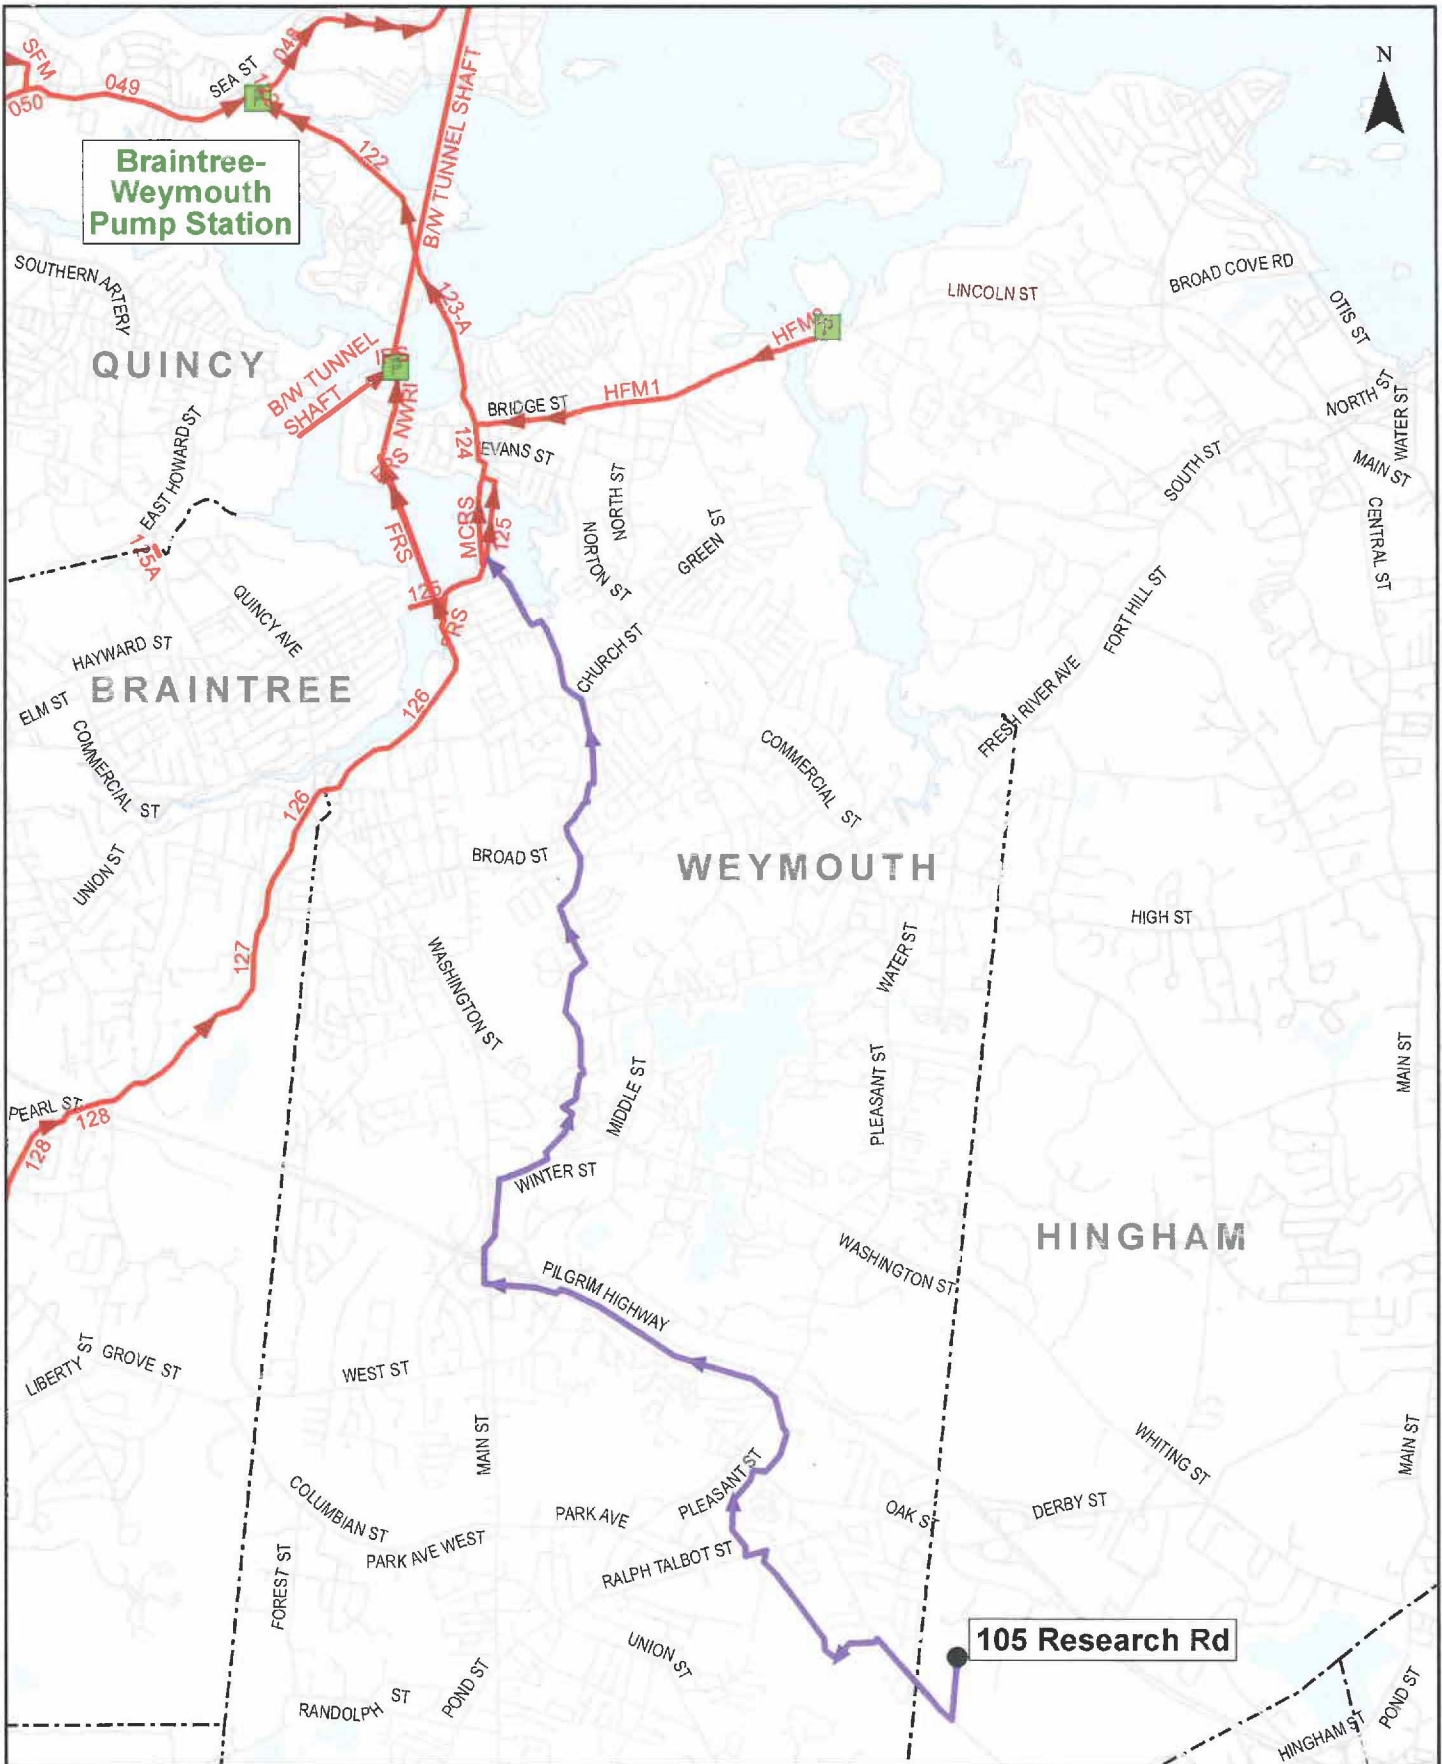 N
SFM
050
049
SEA ST
048
122
B/W TUNNEL SHAFT
Braintree-
Weymouth
Pump Station
SOUTHERN ARTERY
QUINCY
123-A
LINCOLN ST
BROAD COVE RD
OTIS ST
B/W TUNNEL
SHAFT
P
HFM1
BRIDGE ST
EVANS ST
124
NWRI
EAST HOWARD ST
NORTH ST
WATER ST
MAIN ST
SOUTH ST
CENTRAL ST
FRS
MCRS
125
NORTH ST
NORTON ST
GREEN ST
QUINCY AVE
125
HAYWARD ST
CHURCH ST
FORT HILL ST
FRESH RIVER AVE
BRAINTREE
ELM ST
COMMERCIAL ST
126
COMMERCIAL ST
126
UNION ST
BROAD ST
WEYMOUTH
HIGH ST
127
WASHINGTON ST
WATER ST
PLEASANT ST
MAIN ST
PEARL ST
128
128
MIDDLE ST
WINTER ST
HINGHAM
WASHINGTON ST
PILGRIM HIGHWAY
LIBERTY ST
GROVE ST
WEST ST
MAIN ST
WHITING ST
MAIN ST
COLUMBIAN ST
PARK AVE WEST
PARK AVE
PLEASANT ST
OAK ST
DERBY ST
RALPH TALBOT ST
FOREST ST
105 Research Rd
UNION ST
RANDOLPH ST
POND ST
HINGHAM ST
POND ST